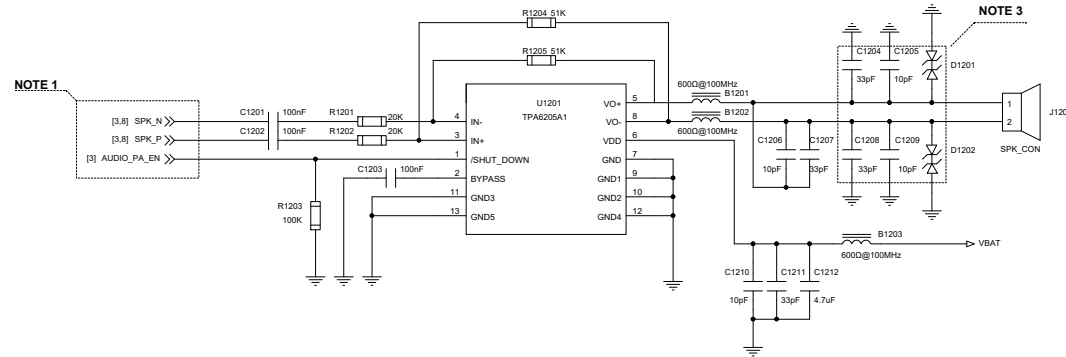 R1204 51K
NOTE 3
R1205 51K
C1204
C1205
D1201
33pF
10pF
NOTE 1
600Ω@100MHz
B1201
J120
C1201
100nF
R1201
U1201
TPA6205A1
[3,8] SPK_N
20K
4
IN-
VO+
5
1
B1202
C1202
100nF
R1202
VO-
8
2
[3,8] SPK_P
20K
3
IN+
600Ω@100MHz
SPK_CON
VDD
6
C1206
C1207
C1208
C1209
D1202
[3] AUDIO_PA_EN
1
/SHUT_DOWN
GND
7
10pF
33pF
33pF
10pF
C1203
100nF
2
BYPASS
GND1
9
11
GND3
GND2
10
R1203
100K
13
GND5
GND4
12
B1203
VBAT
600Ω@100MHz
C1210
C1211
C1212
10pF
33pF
4.7uF